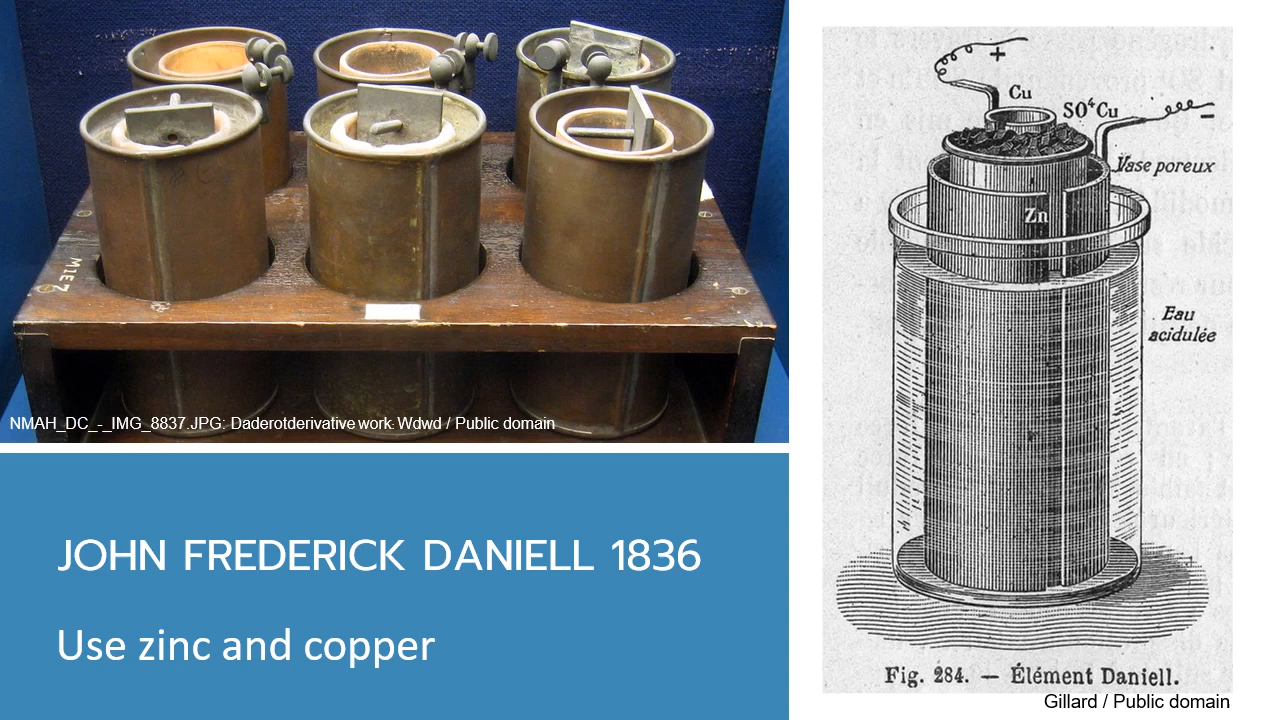 M1E7
NMAH_DC_-_IMG_8837.JPG: Daderotderivative work: Wdwd / Public domain
JOHN FREDERICK DANIELL 1836
Use zinc and copper
+
Cu
SO⁴Cu
−
Vase poreux
Zn
Eau
acidulée
Fig. 284. — Élément Daniell.
Gillard / Public domain